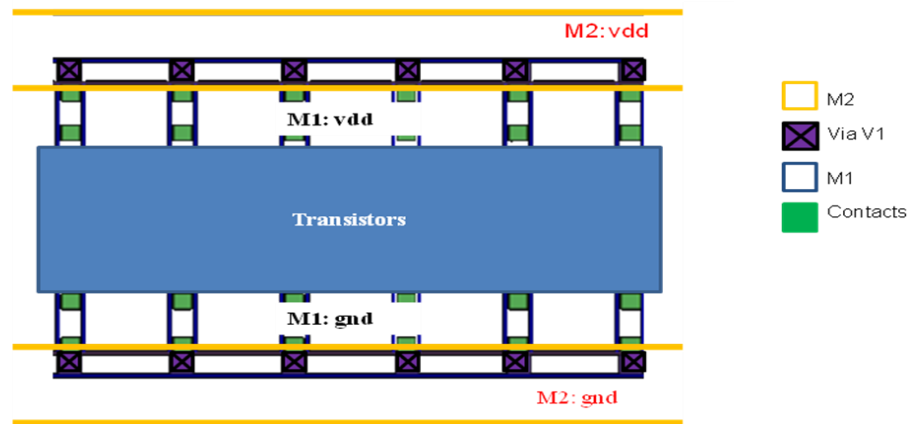 M2: vdd
M1: vdd
Transistors
M1: gnd
M2: gnd
M2
Via V1
M1
Contacts